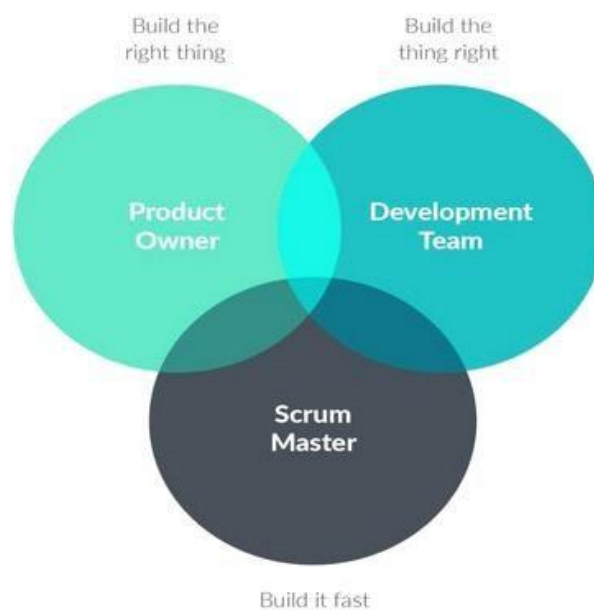 Build the
right thing
Build the
thing right
Product
Owner
Development
Team
Scrum
Master
Build it fast